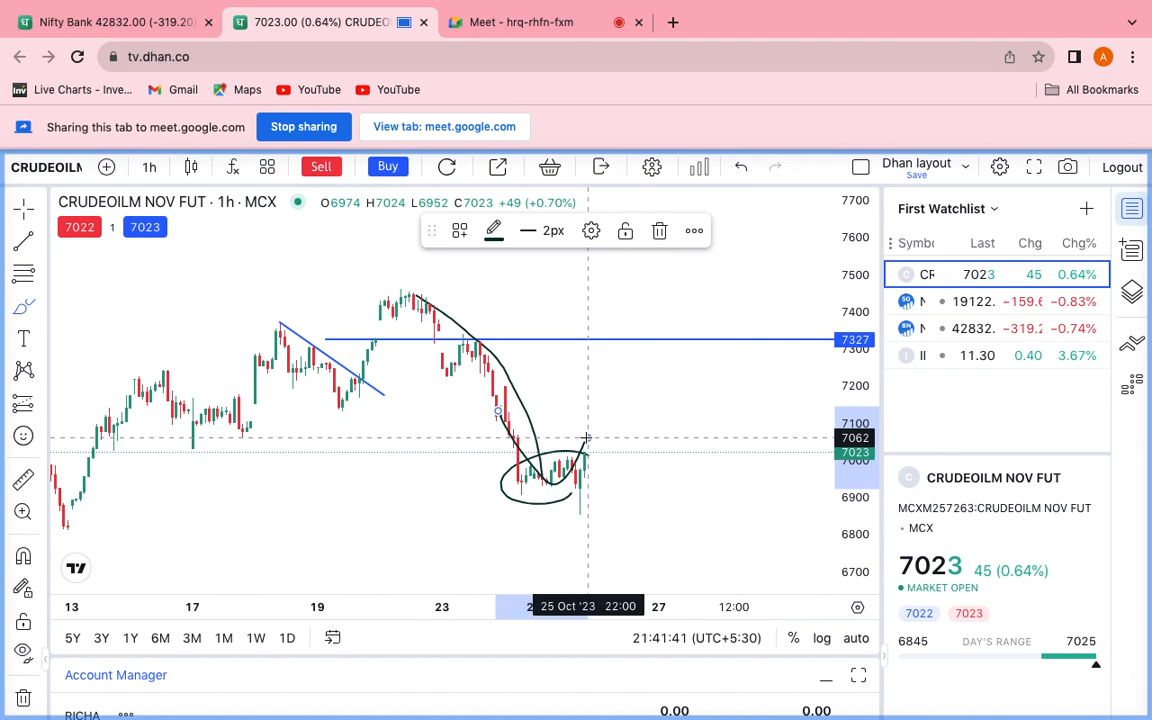 Nifty Bank 42832.00 (-319.20
7023.00 (0.64%) CRUDEO
Meet - hrq-rhfn-fxm
tv.dhan.co
A
Inv Live Charts - Inve...
Gmail
Maps
YouTube
YouTube
All Bookmarks
Sharing this tab to meet.google.com
Stop sharing
View tab: meet.google.com
CRUDEOILM
1h
Sell
Buy
Dhan layout
Save
Logout
CRUDEOILM NOV FUT · 1h · MCX
O6974 H7024 L6952 C7023 +49 (+0.70%)
7022 1 7023
2px
7700
7600
7500
7400
7327
7300
7200
7100
7062
7023
7000
6900
6800
6700
13 17 19 23 2 25 Oct '23 22:00 27 12:00
5Y 3Y 1Y 6M 3M 1M 1W 1D
21:41:41 (UTC+5:30) % log auto
Account Manager
RICHA
0.00 0.00
First Watchlist
Symbo Last Chg Chg%
C CR 7023 45 0.64%
50 N 19122. −159.6 −0.83%
BN N 42832. −319.2 −0.74%
I II 11.30 0.40 3.67%
C CRUDEOILM NOV FUT
MCXM257263:CRUDEOILM NOV FUT
· MCX
7023 45 (0.64%)
MARKET OPEN
7022 7023
6845 DAY'S RANGE 7025